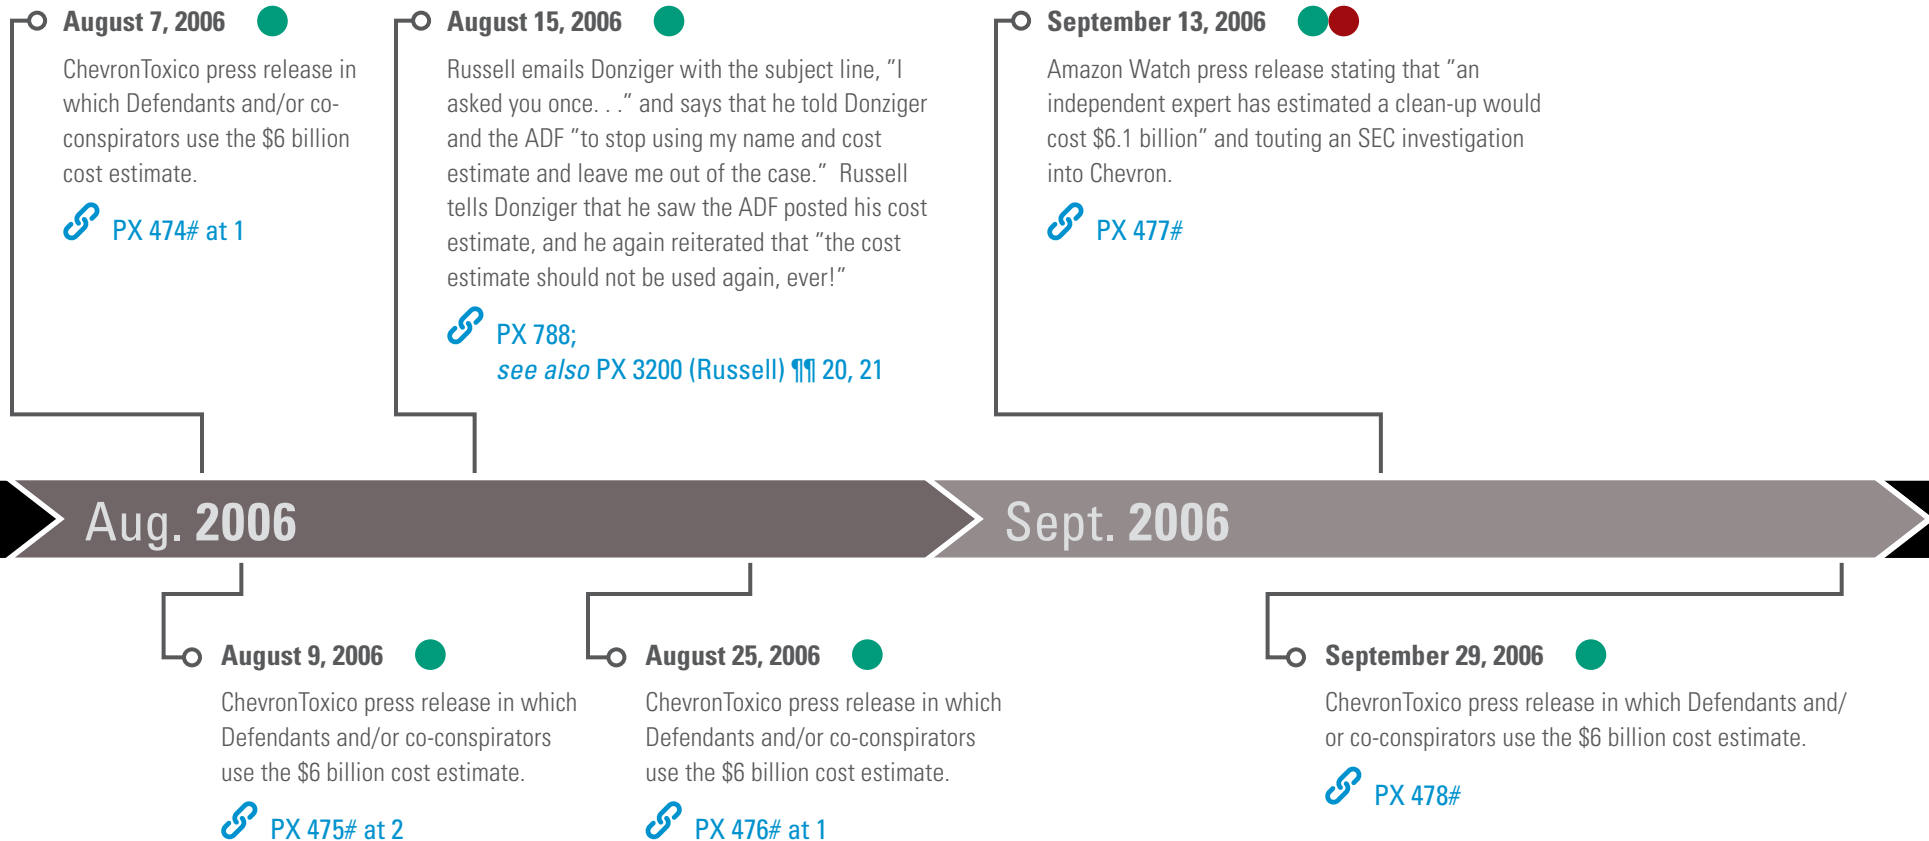 August 7, 2006
ChevronToxico press release in
which Defendants and/or co-
conspirators use the $6 billion
cost estimate.
PX 474# at 1
August 15, 2006
Russell emails Donziger with the subject line, "I
asked you once. . ." and says that he told Donziger
and the ADF "to stop using my name and cost
estimate and leave me out of the case."  Russell
tells Donziger that he saw the ADF posted his cost
estimate, and he again reiterated that "the cost
estimate should not be used again, ever!"
PX 788;
see also PX 3200 (Russell) ¶¶ 20, 21
September 13, 2006
Amazon Watch press release stating that "an
independent expert has estimated a clean-up would
cost $6.1 billion" and touting an SEC investigation
into Chevron.
PX 477#
Aug. 2006
Sept. 2006
August 9, 2006
ChevronToxico press release in which
Defendants and/or co-conspirators
use the $6 billion cost estimate.
PX 475# at 2
August 25, 2006
ChevronToxico press release in which
Defendants and/or co-conspirators
use the $6 billion cost estimate.
PX 476# at 1
September 29, 2006
ChevronToxico press release in which Defendants and/
or co-conspirators use the $6 billion cost estimate.
PX 478#